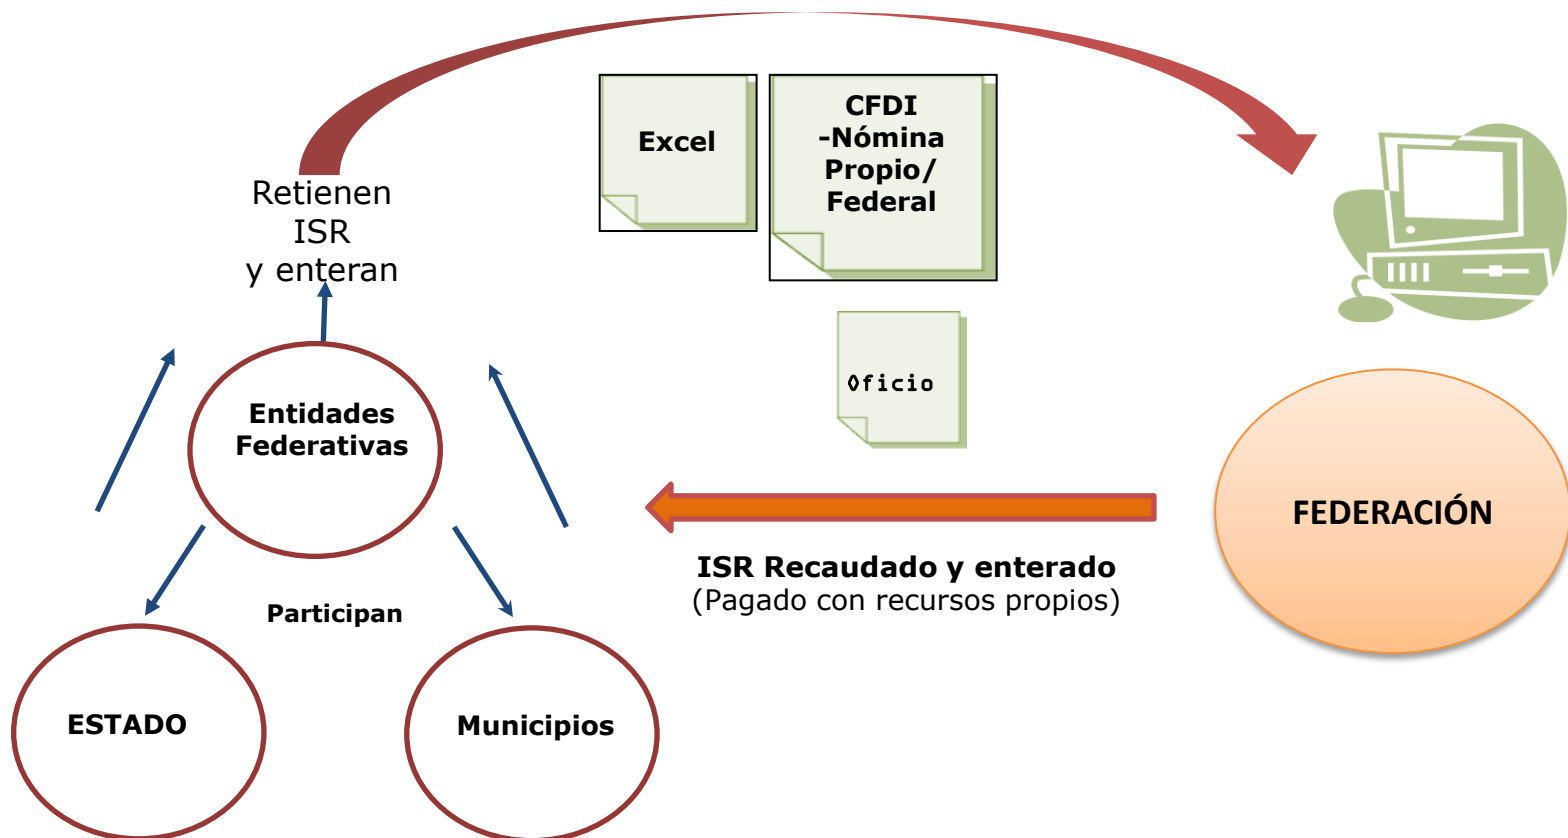 Excel
CFDI
-Nómina
Propio/
Federal
Retienen
ISR
y enteran
Oficio
Entidades
Federativas
FEDERACIÓN
ISR Recaudado y enterado
(Pagado con recursos propios)
Participan
ESTADO
Municipios